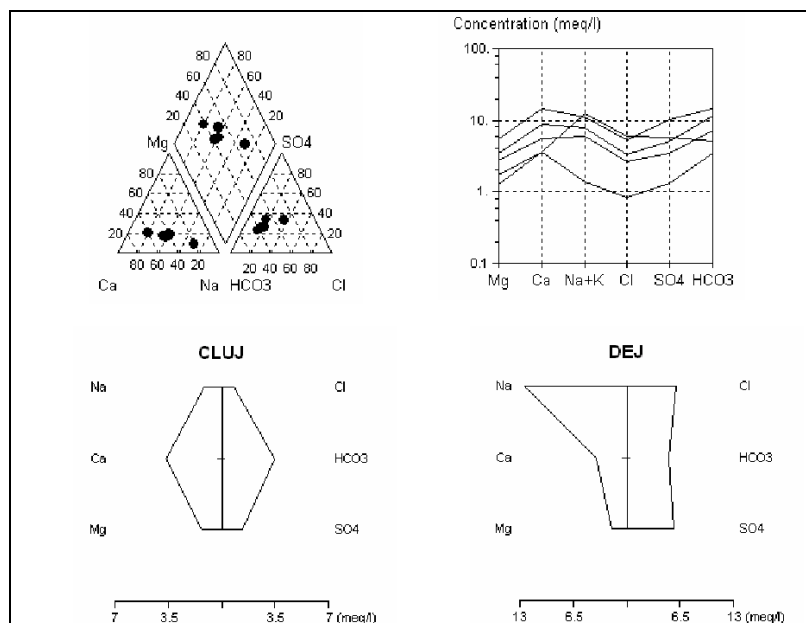 Concentration (meq/l)
80 80
60 60
40 40
20 20
Mg SO4
80 80
60 60
40 40
20 20
80 60 40 20 20 40 60 80
Ca Na HCO3 Cl
100.
10.
1.
0.1
Mg Ca Na+K Cl SO4 HCO3
CLUJ
Na Cl
Ca HCO3
Mg SO4
7 3.5 3.5 7 (meq/l)
DEJ
Na Cl
Ca HCO3
Mg SO4
13 6.5 6.5 13 (meq/l)